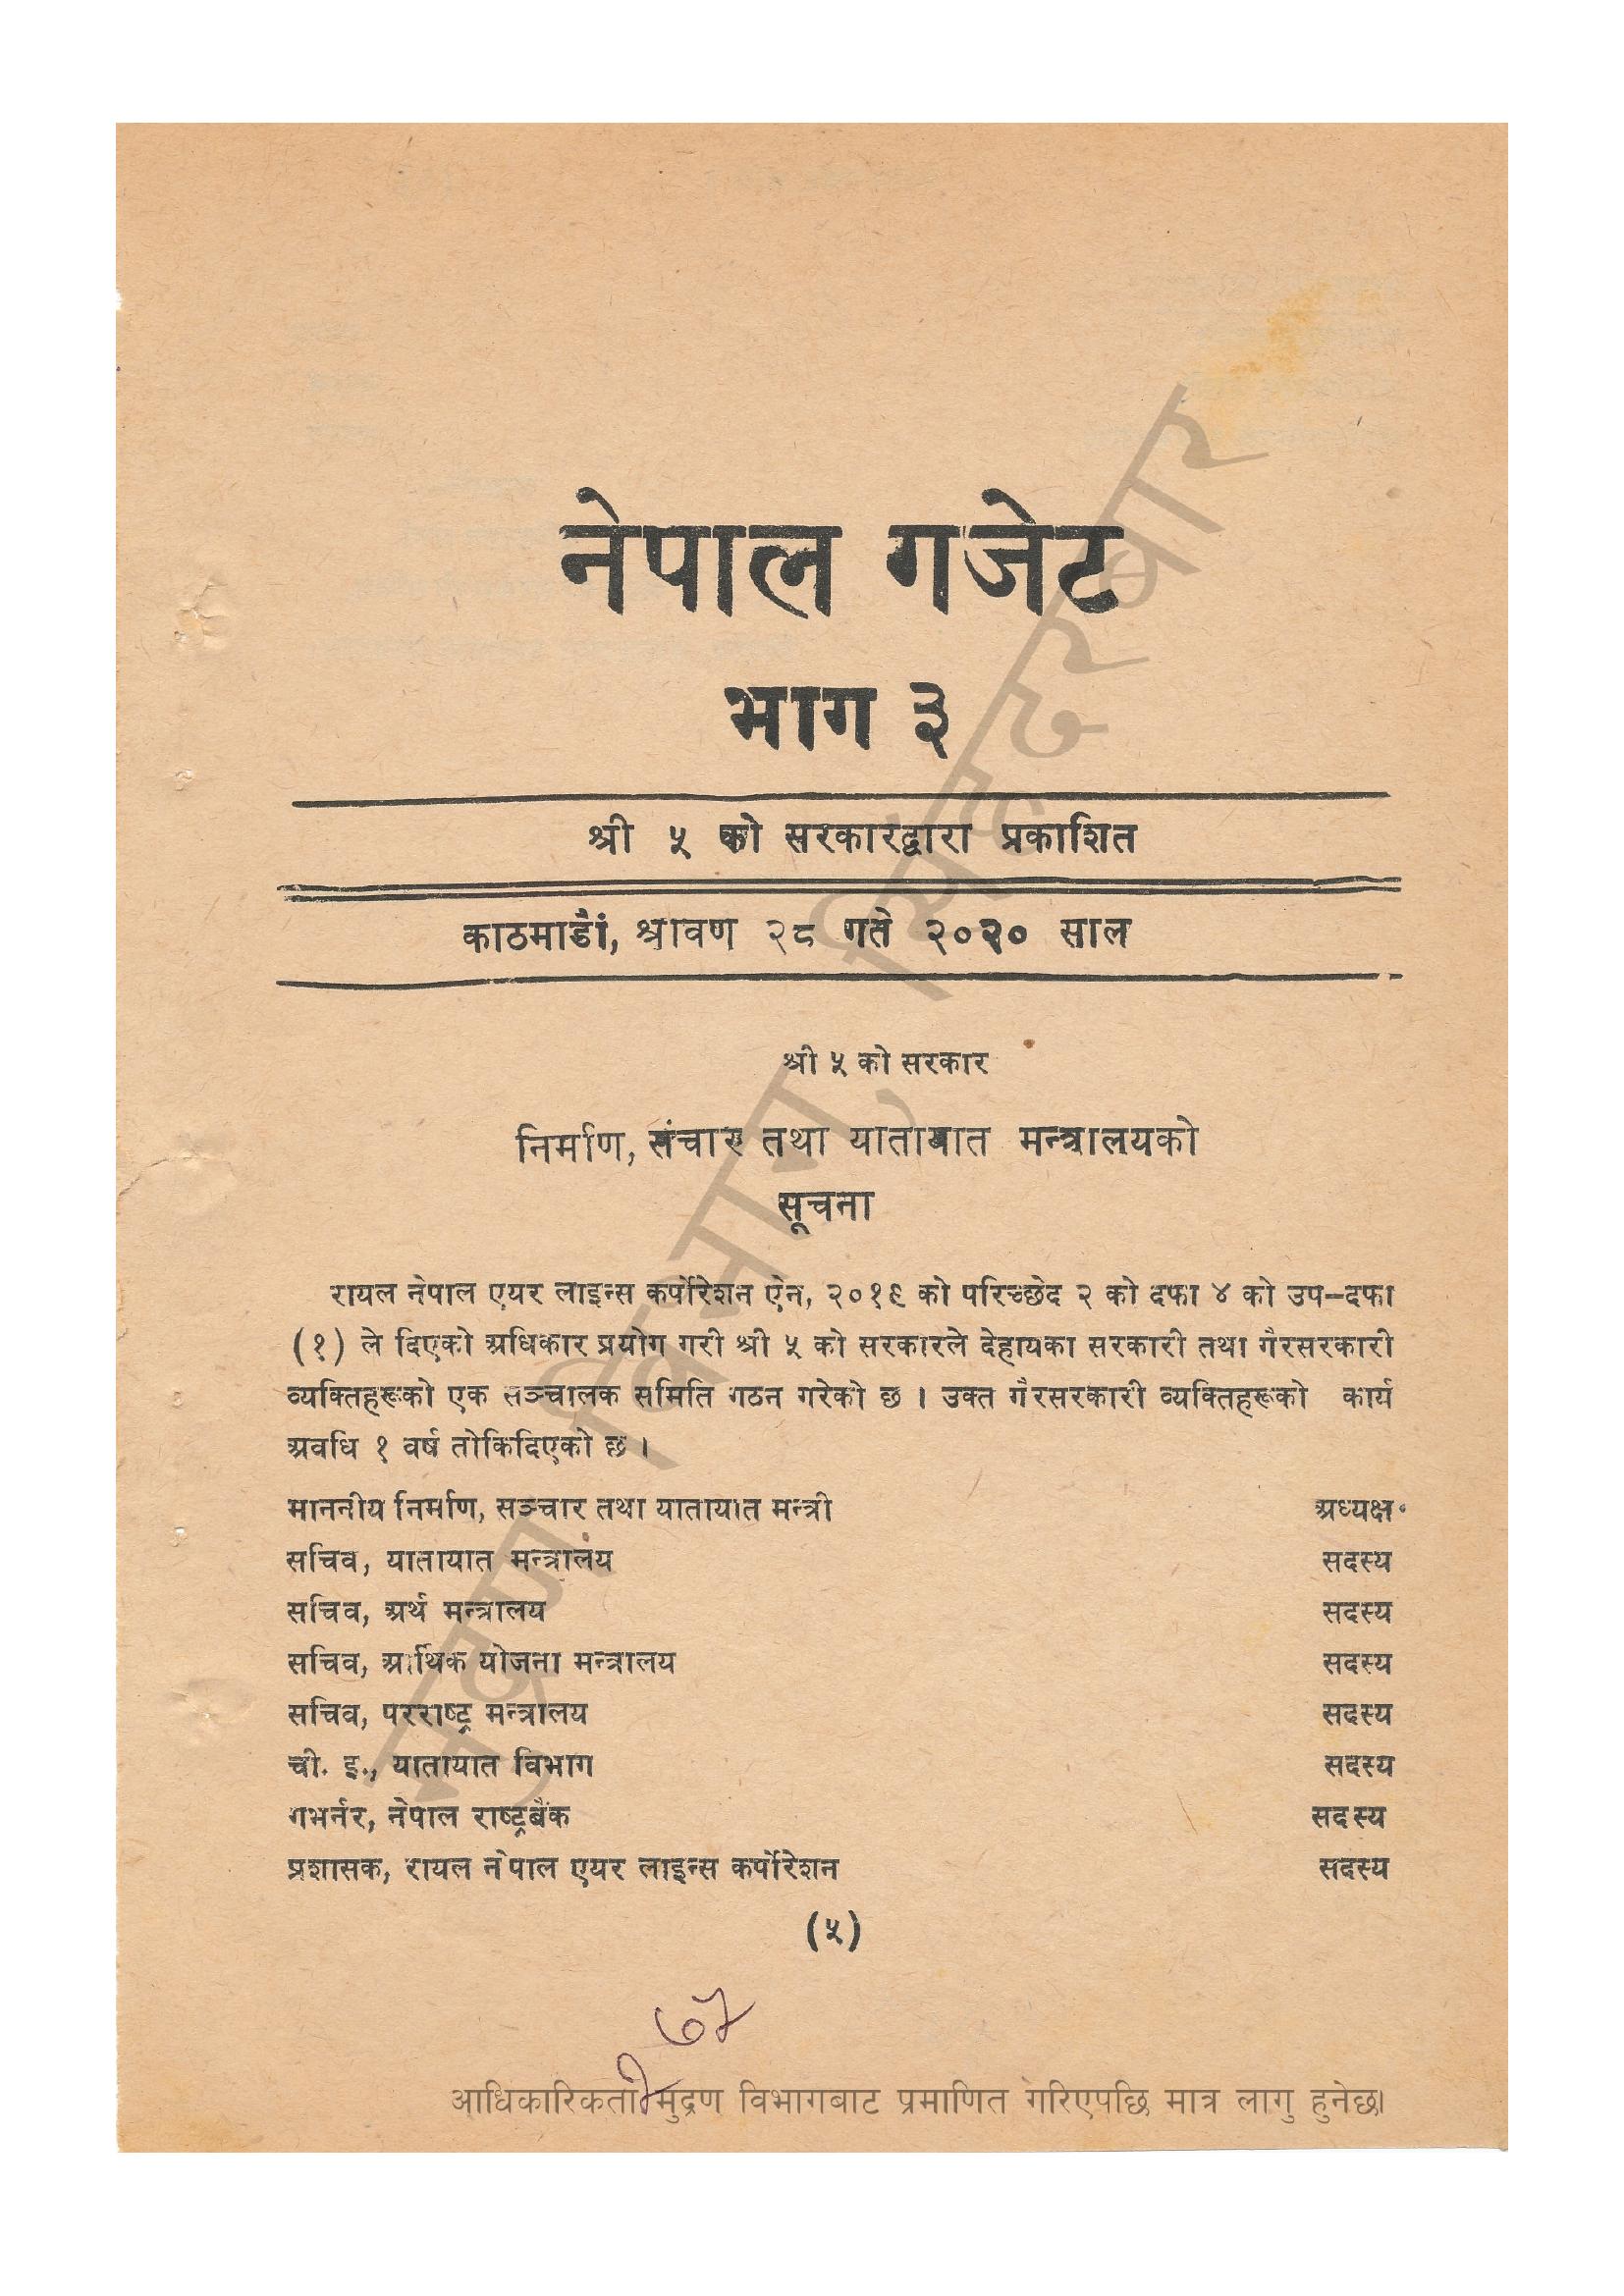 नेपाल गजेट
भाग ३
श्री ५ को सरकारद्वारा प्रकाशित
काठमाडौं, श्रावण २८ गते २०२० साल
श्री ५ को सरकार
निर्माण, संचार तथा यातायात मन्त्रालयको
सूचना
रायल नेपाल एयर लाइन्स कर्पोरेशन ऐन, २०१९ को परिच्छेद २ को दफा ४ को उप–दफा
(१) ले दिएको अधिकार प्रयोग गरी श्री ५ को सरकारले देहायका सरकारी तथा गैरसरकारी
व्यक्तिहरूको एक सञ्चालक समिति गठन गरेको छ । उक्त गैरसरकारी व्यक्तिहरूको कार्य
अवधि १ वर्ष तोकिदिएको छ ।
माननीय निर्माण, सञ्चार तथा यातायात मन्त्री अध्यक्ष
सचिव, यातायात मन्त्रालय सदस्य
सचिव, अर्थ मन्त्रालय सदस्य
सचिव, आर्थिक योजना मन्त्रालय सदस्य
सचिव, परराष्ट्र मन्त्रालय सदस्य
ची. इ., यातायात विभाग सदस्य
गभर्नर, नेपाल राष्ट्रबैंक सदस्य
प्रशासक, रायल नेपाल एयर लाइन्स कर्पोरेशन सदस्य
(५)
आधिकारिकता मुद्रण विभागबाट प्रमाणित गरिएपछि मात्र लागु हुनेछ।
मुद्रण विभाग, सिंहदरबार